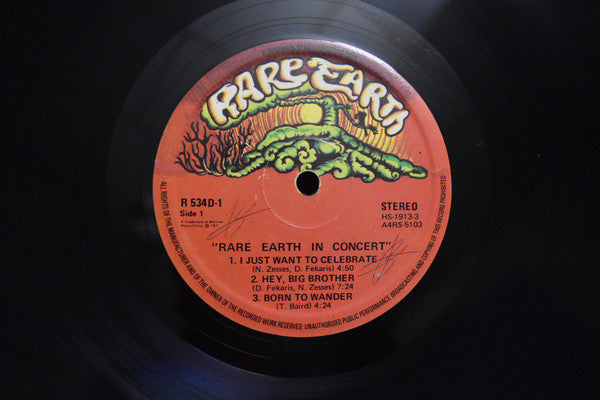 RARE EARTH
R 534D-1
Side 1
STEREO
HS-1913-3
A4RS-5103
"RARE EARTH IN CONCERT"
1. I JUST WANT TO CELEBRATE
(N. Zesses, D. Fekaris) 4:50
2. HEY, BIG BROTHER
(D. Fekaris, N. Zesses) 7:24
3. BORN TO WANDER
(T. Baird) 4:24
ALL RIGHTS OF THE MANUFACTURER AND OF THE OWNER OF THE RECORDED WORK RESERVED UNAUTHORISED PUBLIC PERFORMANCE BROADCASTING AND COPYING OF THIS RECORD PROHIBITED